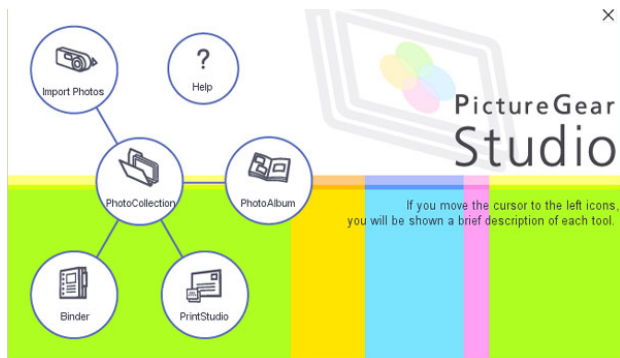 Import Photos
?
Help
PictureGear
Studio
PhotoCollection
PhotoAlbum
If you move the cursor to the left icons,
you will be shown a brief description of each tool.
Binder
PrintStudio